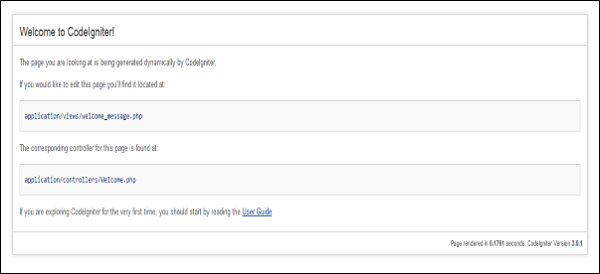 Welcome to CodeIgniter!
The page you are looking at is being generated dynamically by CodeIgniter.
If you would like to edit this page you'll find it located at:
application/views/welcome_message.php
The corresponding controller for this page is found at:
application/controllers/Welcome.php
If you are exploring CodeIgniter for the very first time, you should start by reading the User Guide
Page rendered in seconds. CodeIgniter Version 3.0.1